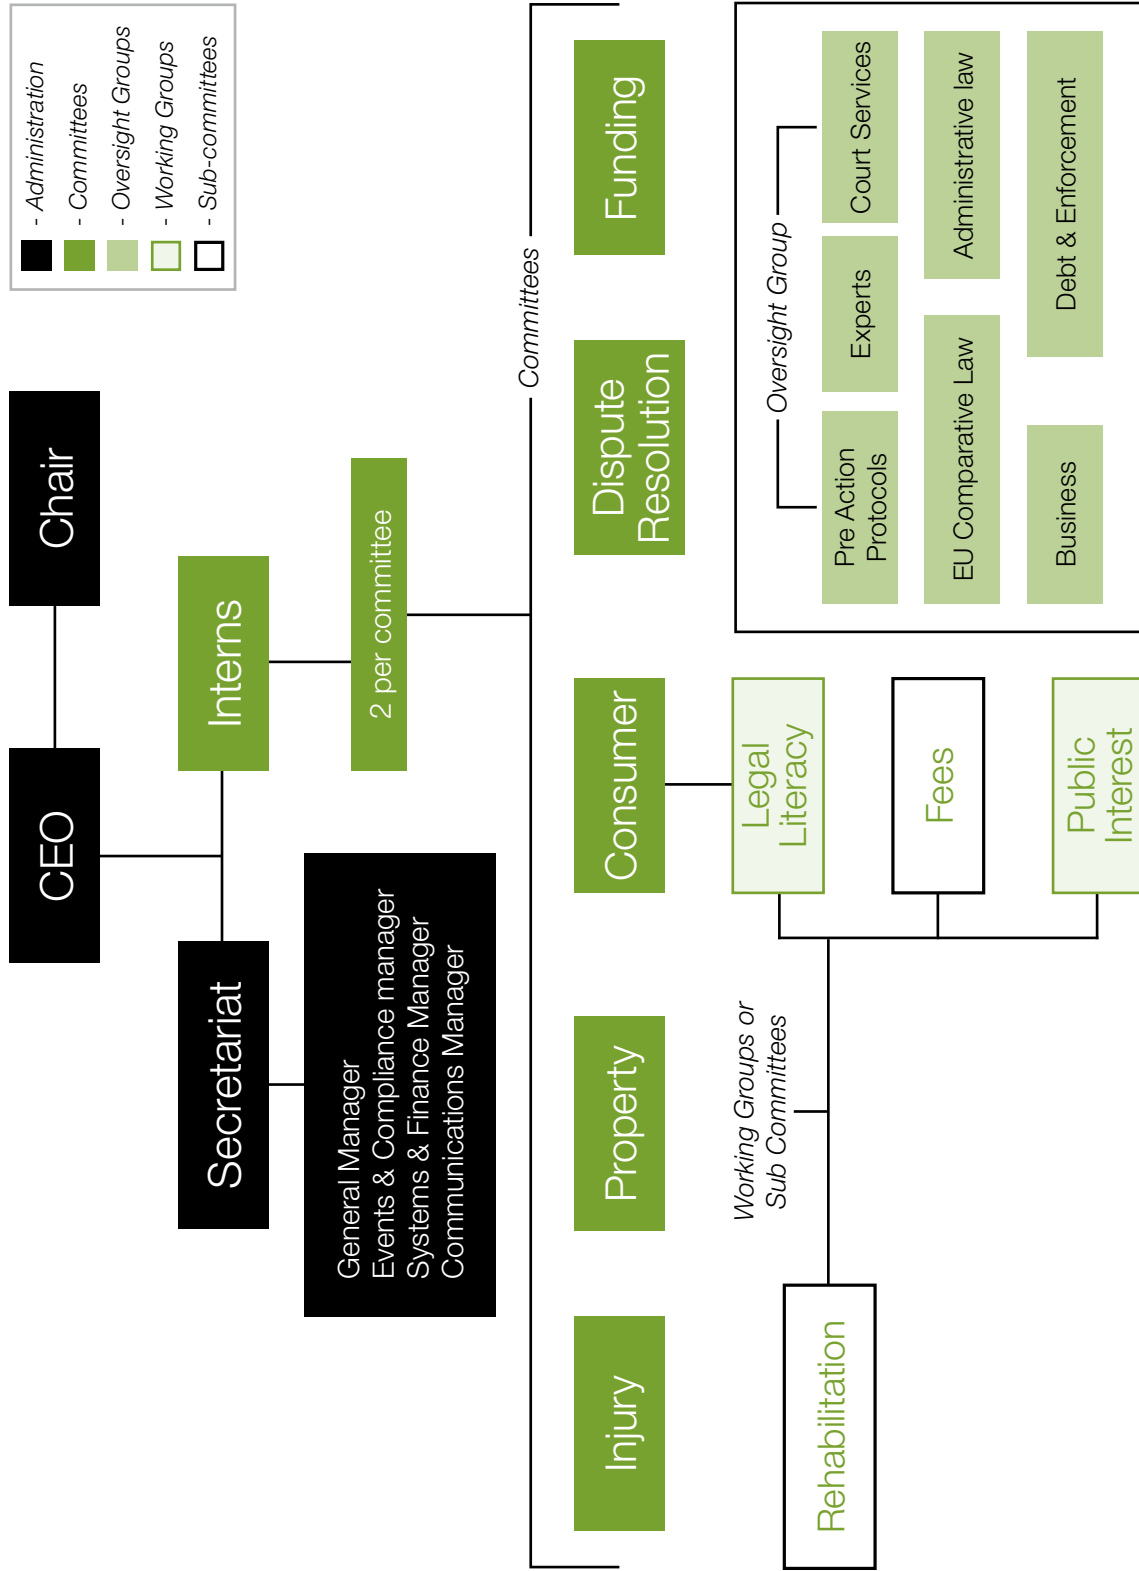 CEO
Chair
- Administration
- Committees
- Oversight Groups
- Working Groups
- Sub-committees
Secretariat
Interns
General Manager
Events & Compliance manager
Systems & Finance Manager
Communications Manager
2 per committee
Committees
Injury
Property
Consumer
Dispute
Resolution
Funding
Working Groups or
Sub Committees
Rehabilitation
Legal
Literacy
Fees
Public
Interest
Oversight Group
Pre Action
Protocols
Experts
Court Services
EU Comparative Law
Administrative law
Business
Debt & Enforcement